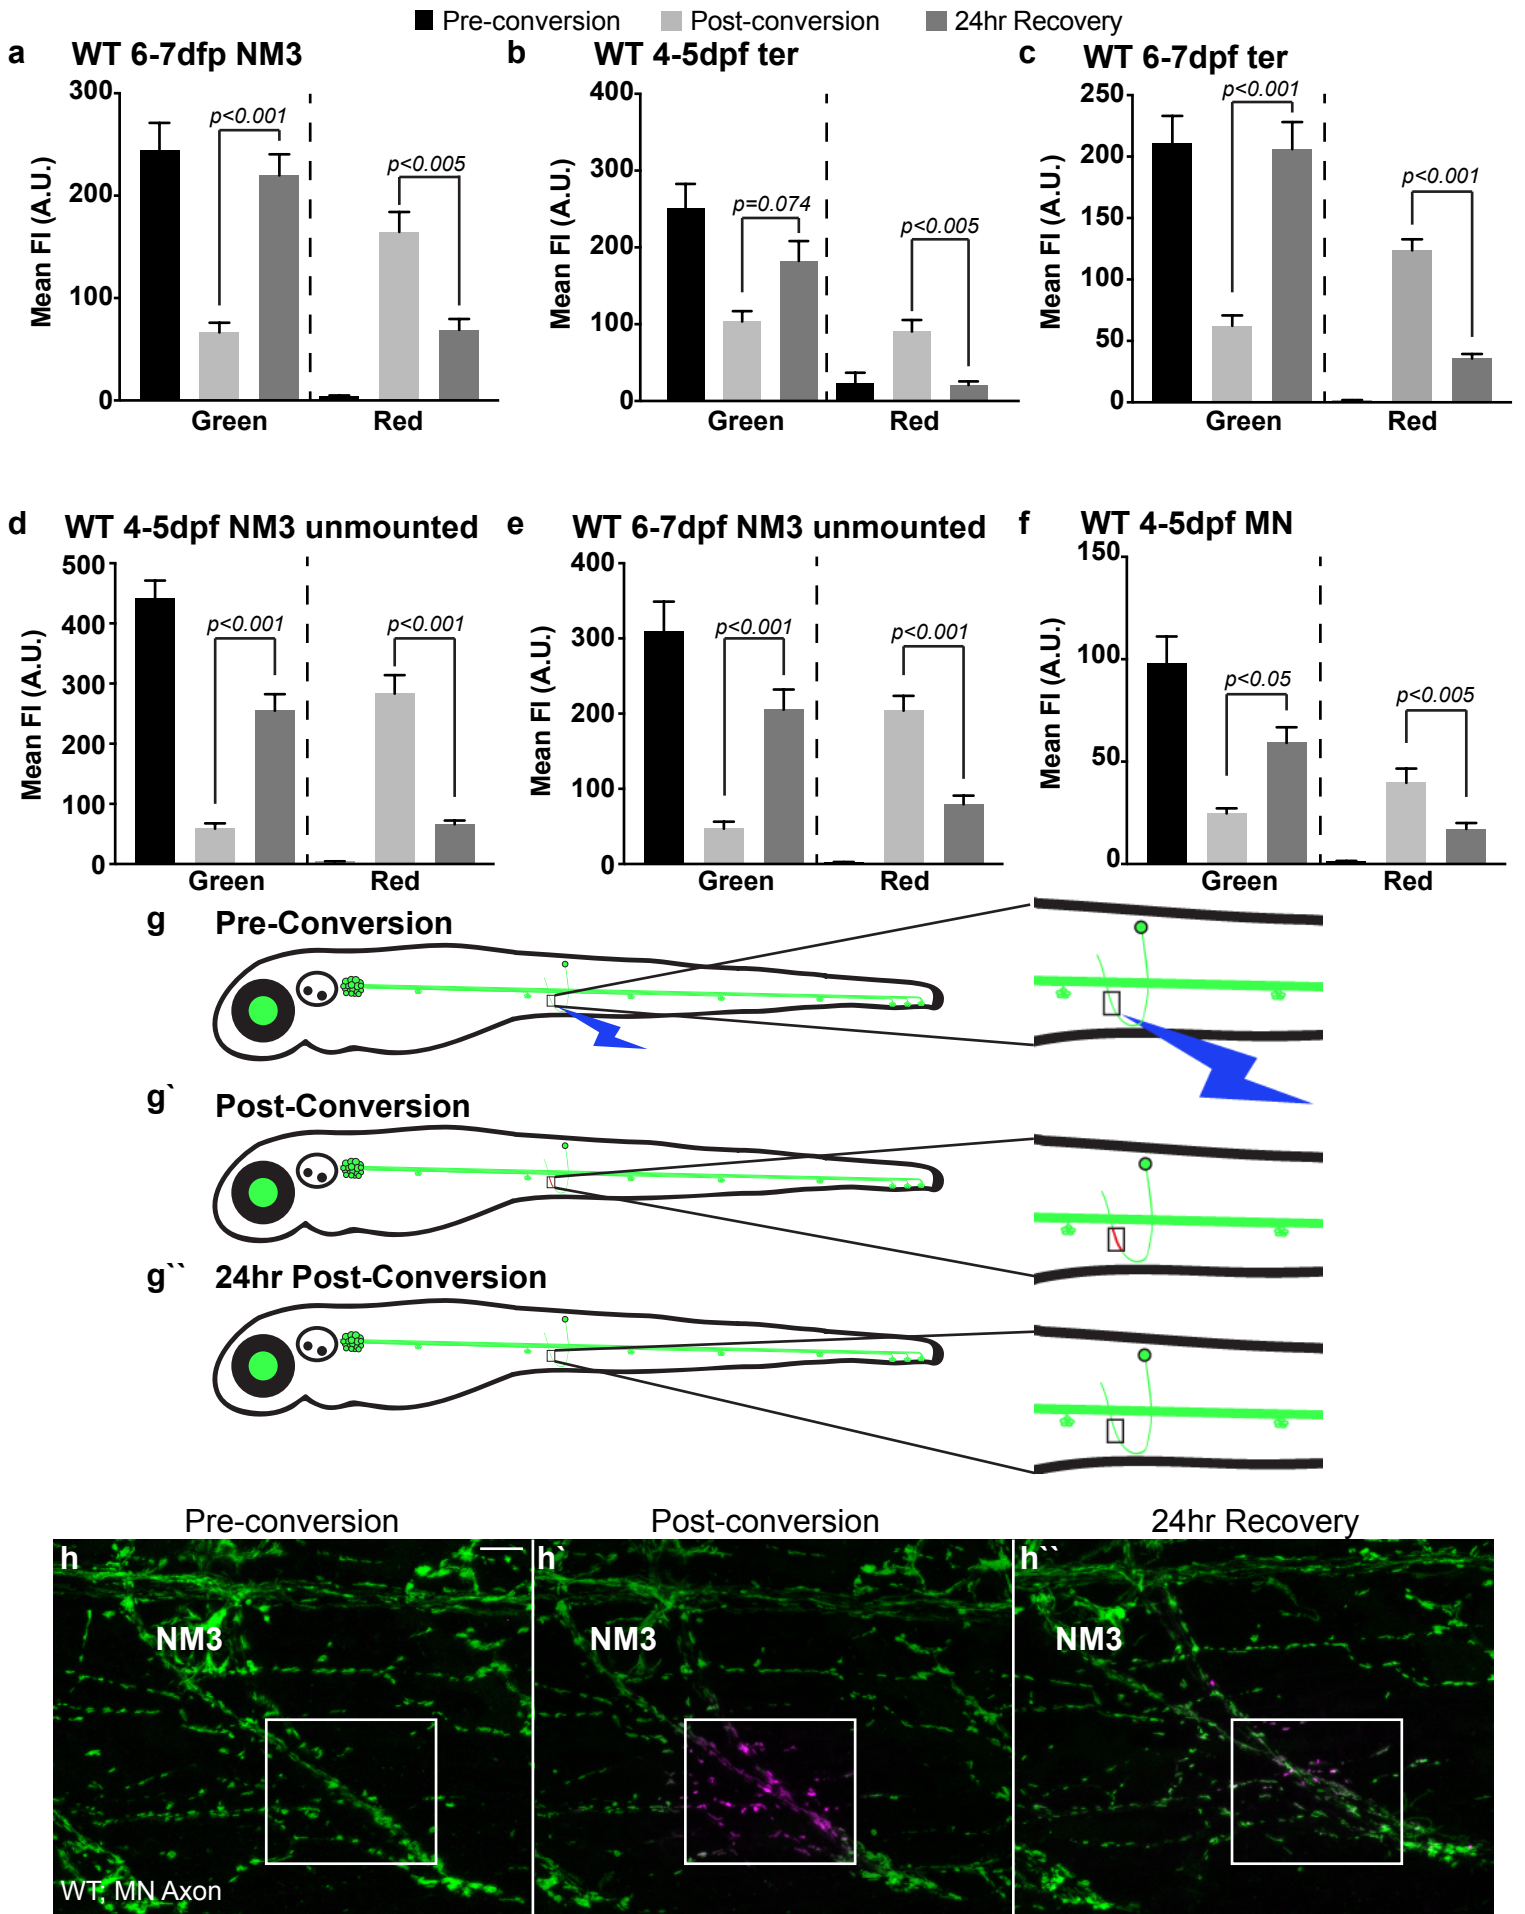 Pre-conversion Post-conversion 24hr Recovery
a WT 6-7dfp NM3
300
200
100
0
Mean FI (A.U.)
p<0.001
p<0.005
Green Red
b WT 4-5dpf ter
400
300
200
100
0
Mean FI (A.U.)
p=0.074
p<0.005
Green Red
c WT 6-7dpf ter
250
200
150
100
50
0
Mean FI (A.U.)
p<0.001
p<0.001
Green Red
d WT 4-5dpf NM3 unmounted
500
400
300
200
100
0
Mean FI (A.U.)
p<0.001
p<0.001
Green Red
e WT 6-7dpf NM3 unmounted
400
300
200
100
0
Mean FI (A.U.)
p<0.001
p<0.001
Green Red
f WT 4-5dpf MN
150
100
50
0
Mean FI (A.U.)
p<0.05
p<0.005
Green Red
g Pre-Conversion
g` Post-Conversion
g`` 24hr Post-Conversion
Pre-conversion Post-conversion 24hr Recovery
h h` h``
NM3 NM3 NM3
WT; MN Axon